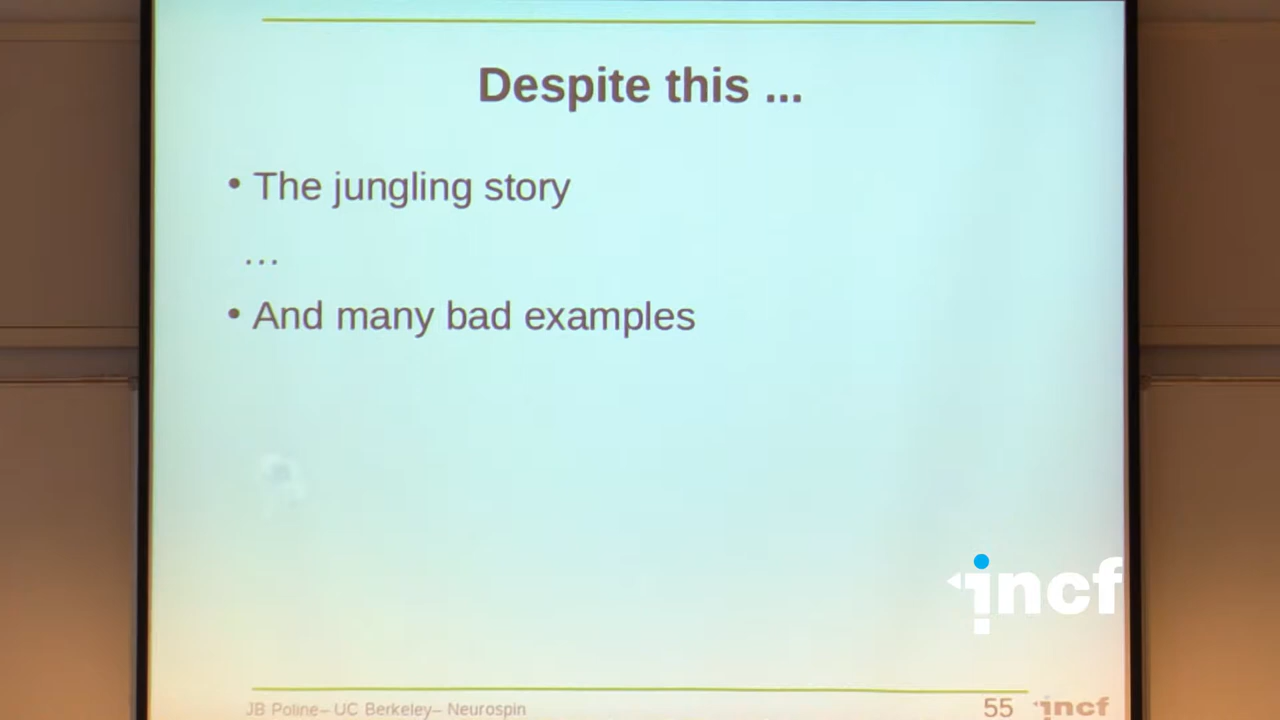 Despite this ...
• The jungling story
...
• And many bad examples
incf
JB Poline– UC Berkeley– Neurospin
55
incf